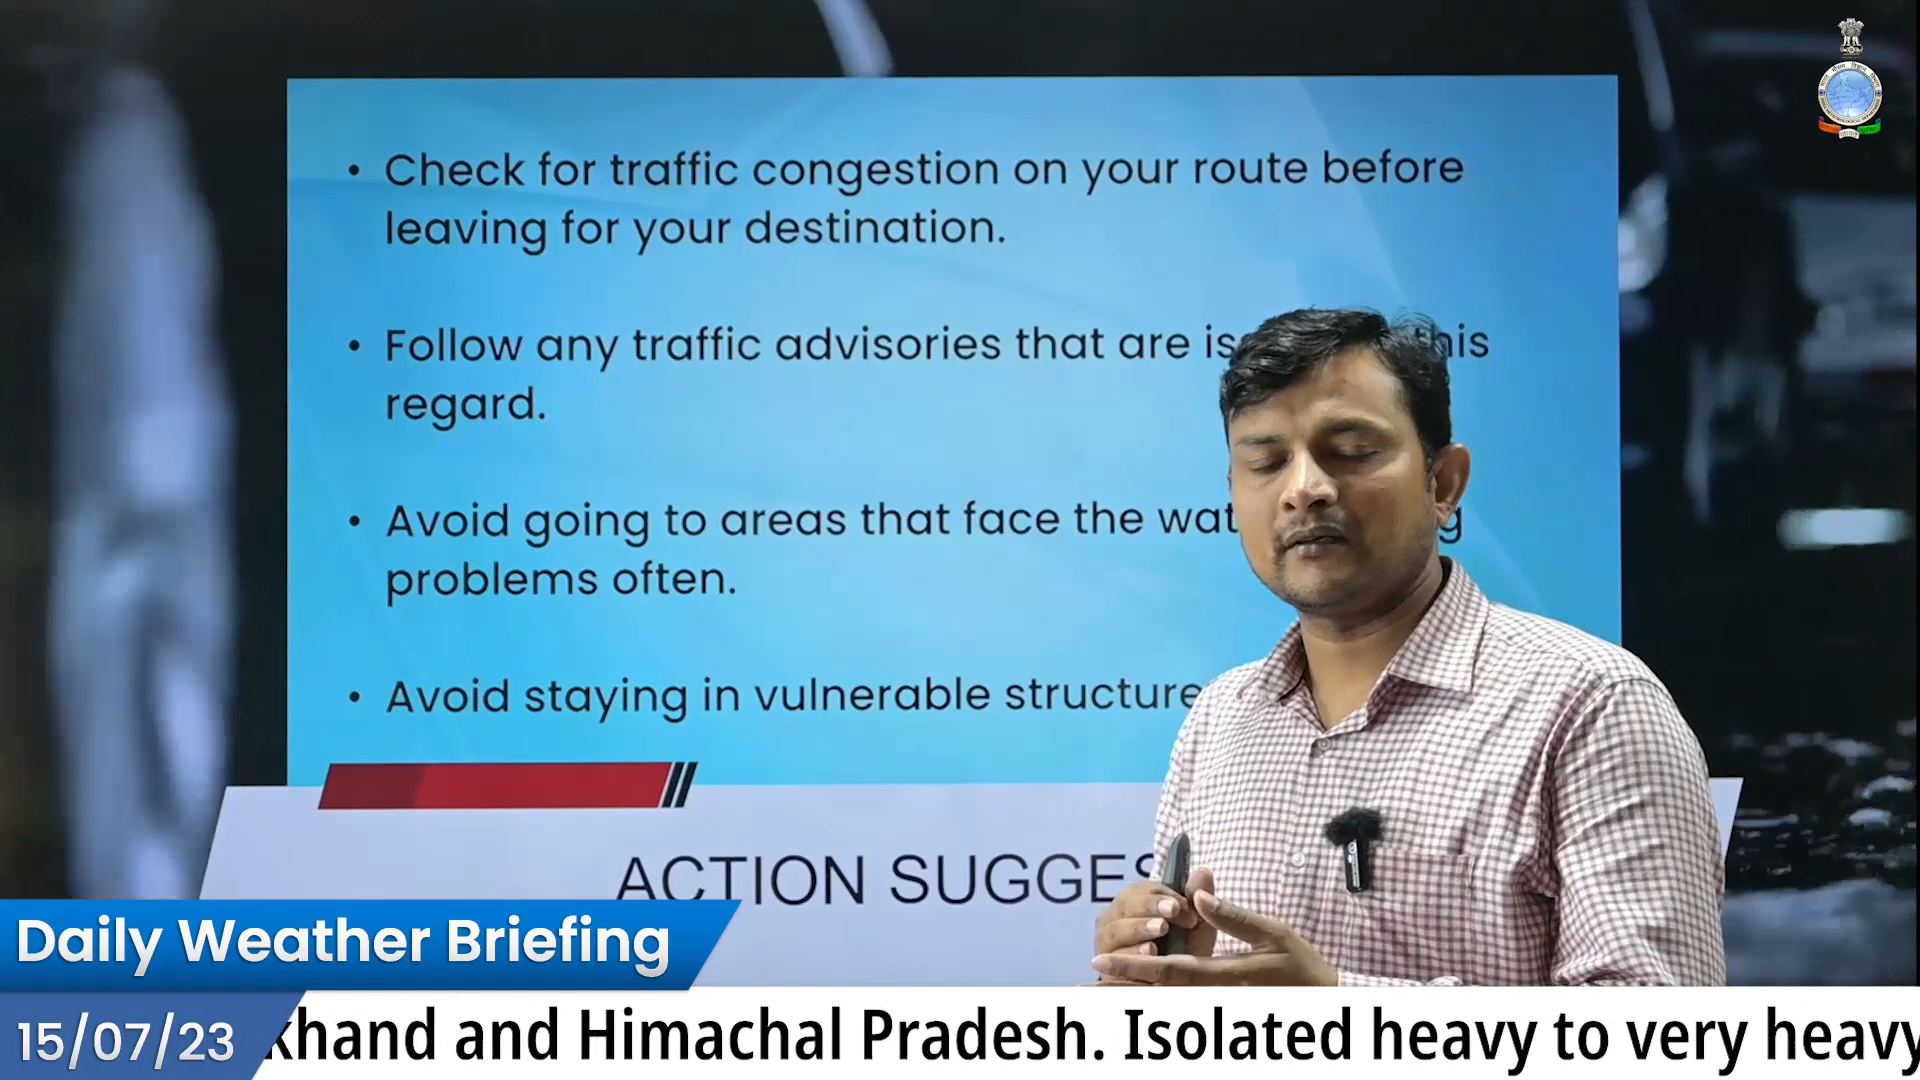 • Check for traffic congestion on your route before
leaving for your destination.
• Follow any traffic advisories that are is this
regard.
• Avoid going to areas that face the wat g
problems often.
• Avoid staying in vulnerable structure
ACTION SUGGES
Daily Weather Briefing
15/07/23
khand and Himachal Pradesh. Isolated heavy to very heavy